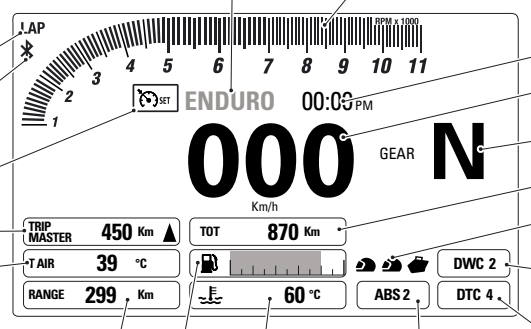 LAP
RPM x 1000
1 2 3 4 5 6 7 8 9 10 11
SET ENDURO 00:00 PM
000
Km/h
GEAR N
TRIP MASTER 450 Km
TOT 870 Km
T AIR 39 °C
DWC 2
RANGE 299 Km
60 °C
ABS 2
DTC 4